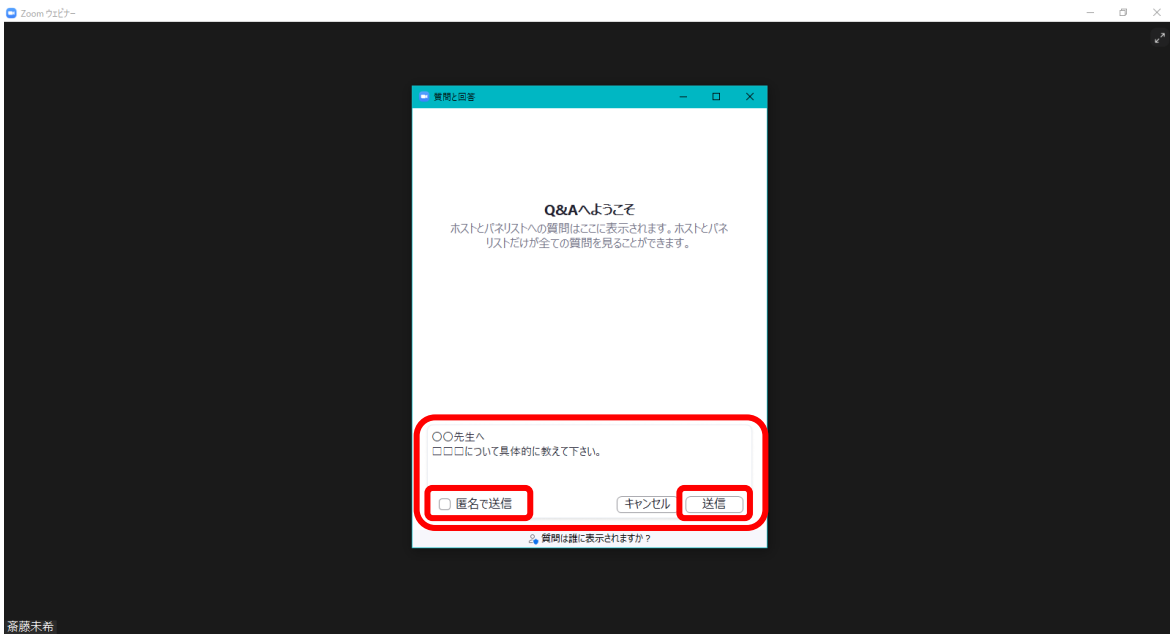 Zoom ウェビナー
質問と回答
Q&Aへようこそ
ホストとパネリストへの質問はここに表示されます。ホストとパネ
リストだけが全ての質問を見ることができます。
〇〇先生へ
□□□について具体的に教えて下さい。
匿名で送信
キャンセル
送信
質問は誰に表示されますか？
斎藤未希